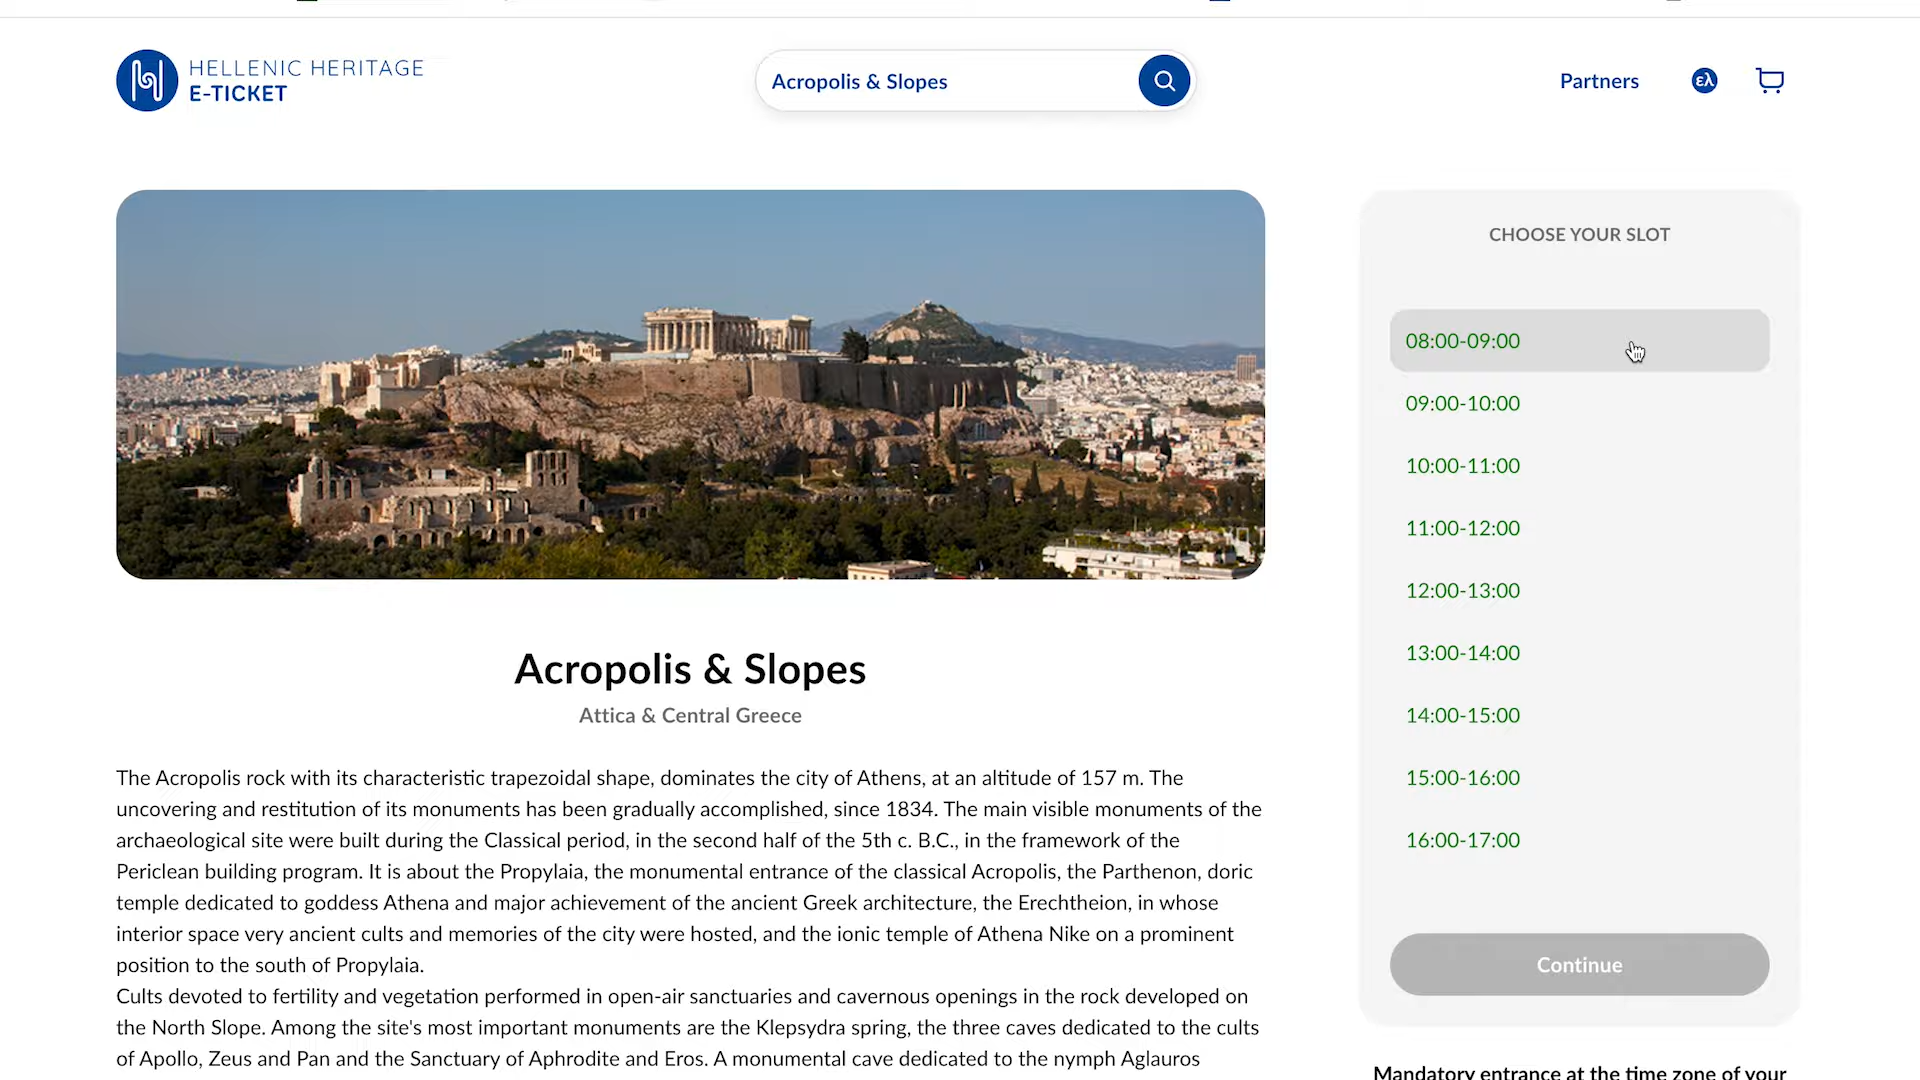 HELLENIC HERITAGE
E-TICKET
Acropolis & Slopes
Partners
ελ
CHOOSE YOUR SLOT
08:00-09:00
09:00-10:00
10:00-11:00
11:00-12:00
12:00-13:00
13:00-14:00
14:00-15:00
15:00-16:00
16:00-17:00
Continue
Mandatory entrance at the time zone of your
Acropolis & Slopes
Attica & Central Greece
The Acropolis rock with its characteristic trapezoidal shape, dominates the city of Athens, at an altitude of 157 m. The
uncovering and restitution of its monuments has been gradually accomplished, since 1834. The main visible monuments of the
archaeological site were built during the Classical period, in the second half of the 5th c. B.C., in the framework of the
Periclean building program. It is about the Propylaia, the monumental entrance of the classical Acropolis, the Parthenon, doric
temple dedicated to goddess Athena and major achievement of the ancient Greek architecture, the Erechtheion, in whose
interior space very ancient cults and memories of the city were hosted, and the ionic temple of Athena Nike on a prominent
position to the south of Propylaia.
Cults devoted to fertility and vegetation performed in open-air sanctuaries and cavernous openings in the rock developed on
the North Slope. Among the site's most important monuments are the Klepsydra spring, the three caves dedicated to the cults
of Apollo, Zeus and Pan and the Sanctuary of Aphrodite and Eros. A monumental cave dedicated to the nymph Aglauros